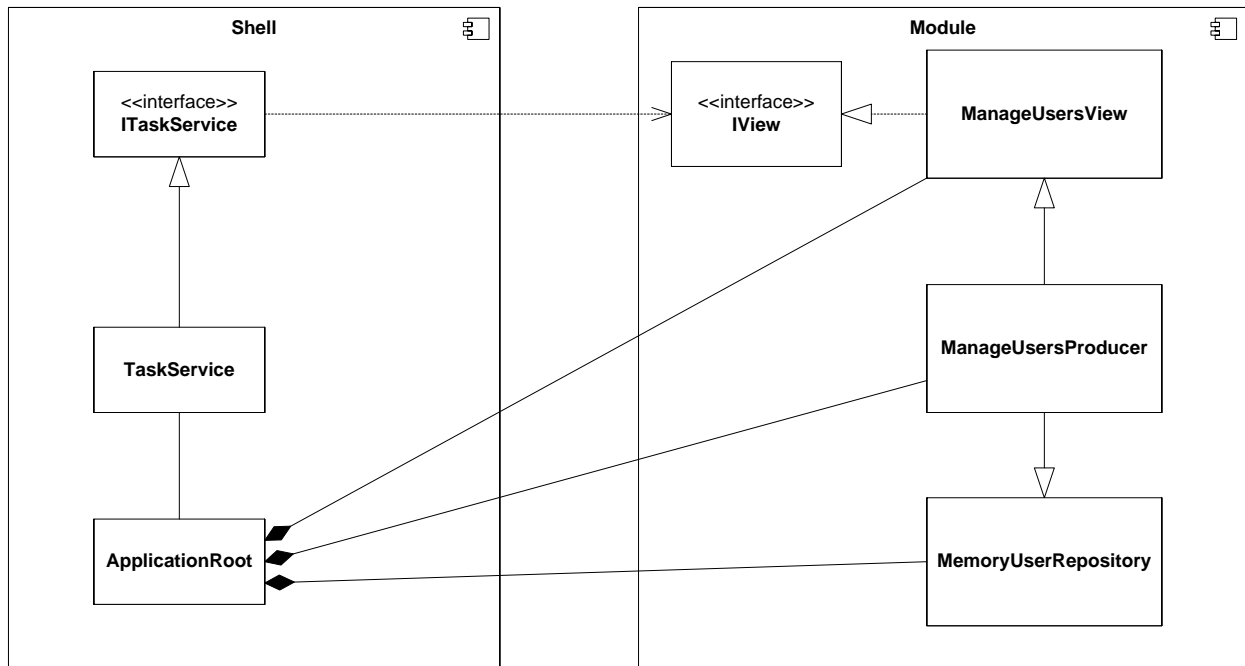 Shell
<<interface>>
ITaskService
TaskService
ApplicationRoot
Module
<<interface>>
IView
ManageUsersView
ManageUsersProducer
MemoryUserRepository